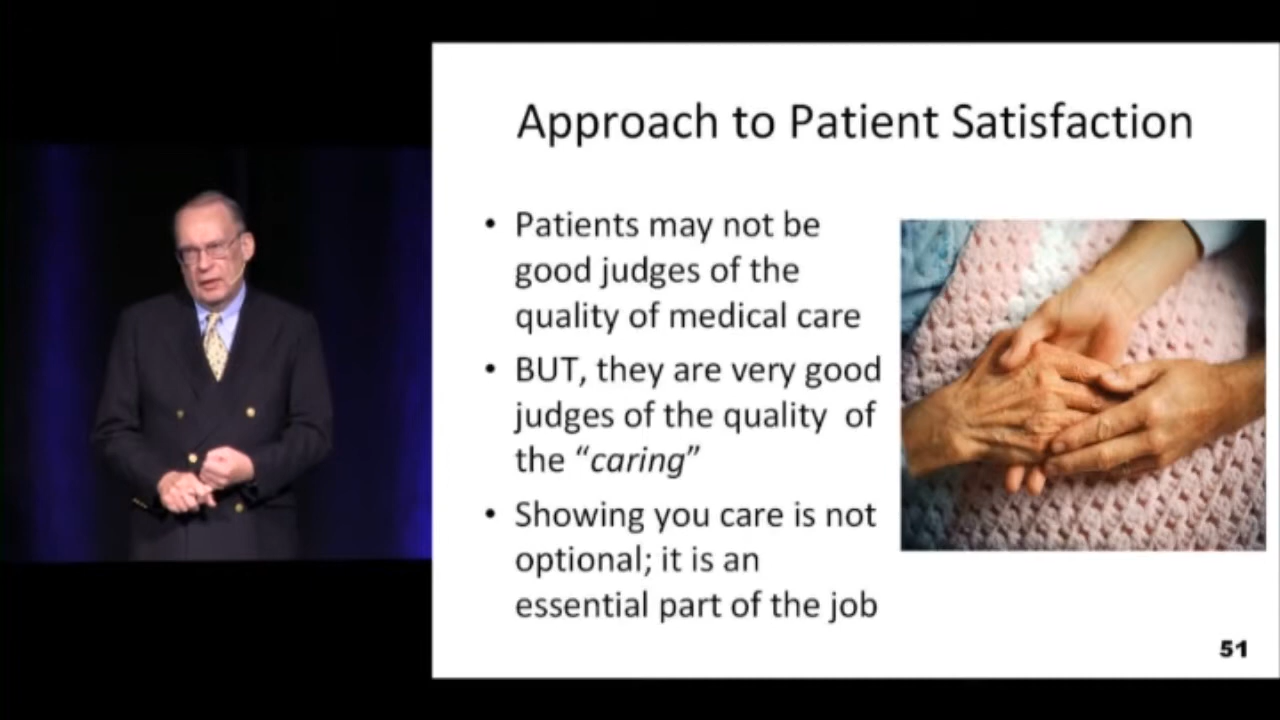 Approach to Patient Satisfaction
• Patients may not be
good judges of the
quality of medical care
• BUT, they are very good
judges of the quality of
the “caring”
• Showing you care is not
optional; it is an
essential part of the job
51